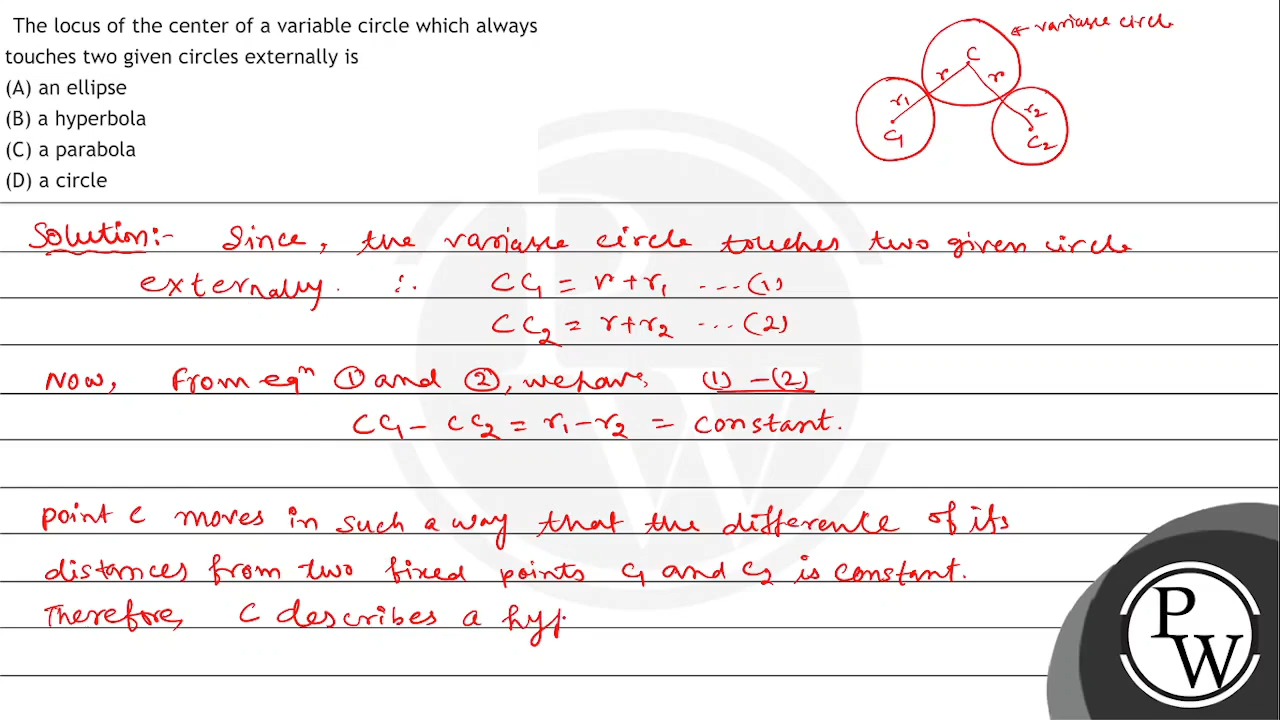 The locus of the center of a variable circle which always
touches two given circles externally is
(A) an ellipse
(B) a hyperbola
(C) a parabola
(D) a circle
variable circle
C
r r
r₁ r₂
C₁ C₂
Solution:- Since, the variable circle touches two given circle
externally. ∴ CC₁ = r+r₁ ...(1)
CC₂ = r+r₂ ...(2)
Now, from eqⁿ ① and ②, we have, (1) -(2)
CC₁ - CC₂ = r₁-r₂ = constant.
point C moves in such a way that the difference of its
distances from two fixed points C₁ and C₂ is constant.
Therefore, C describes a hyp
PW